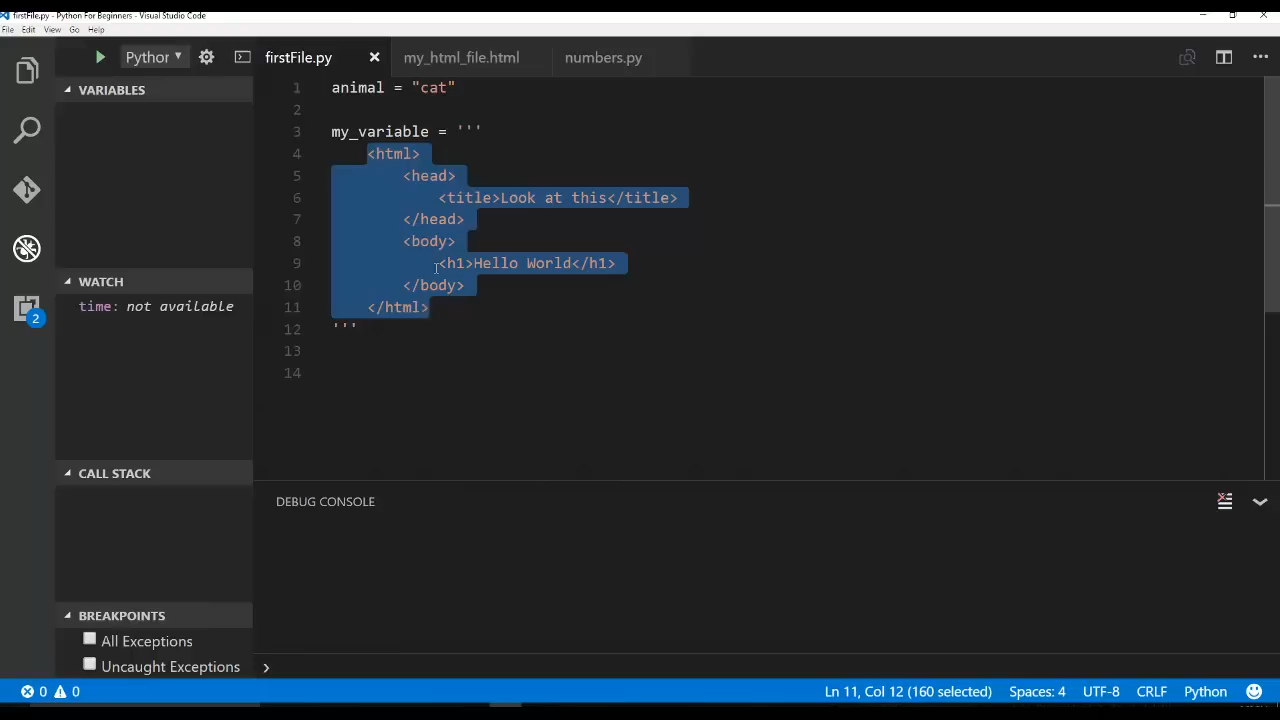 firstFile.py - Python For Beginners - Visual Studio Code
File Edit View Go Help
Python
firstFile.py
my_html_file.html
numbers.py
VARIABLES
WATCH
time: not available
CALL STACK
BREAKPOINTS
All Exceptions
Uncaught Exceptions
1 animal = "cat"
2
3 my_variable = '''
4 <html>
5 <head>
6 <title>Look at this</title>
7 </head>
8 <body>
9 <h1>Hello World</h1>
10 </body>
11 </html>
12 '''
13
14
DEBUG CONSOLE
2
0 0
Ln 11, Col 12 (160 selected) Spaces: 4 UTF-8 CRLF Python